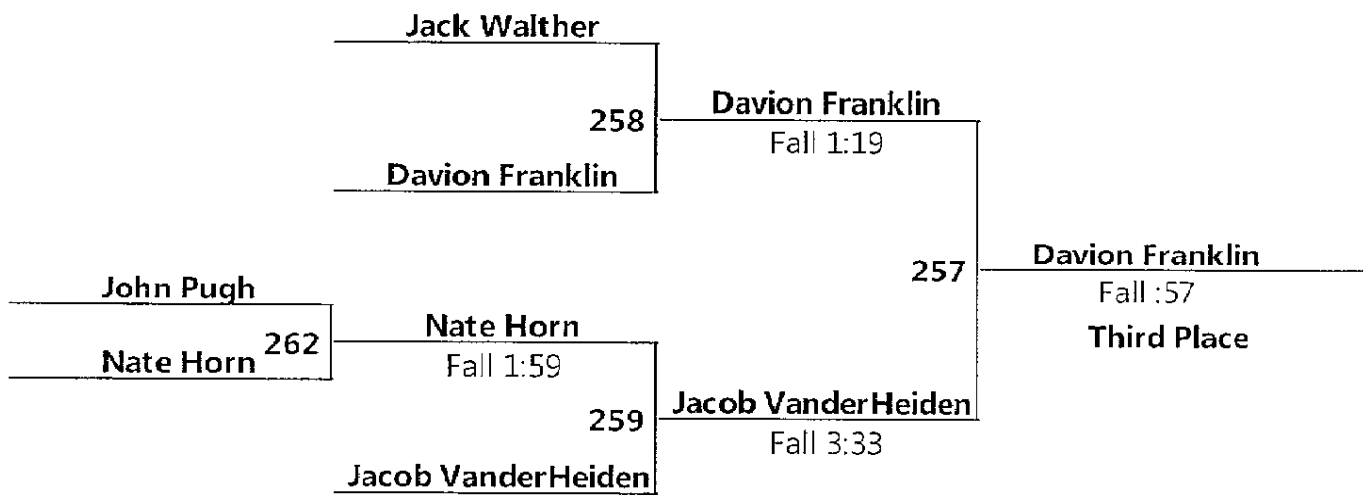 Jack Walther
258
Davion Franklin
Fall 1:19
Davion Franklin
257
Davion Franklin
Fall :57
Third Place
John Pugh
262
Nate Horn
Nate Horn
Fall 1:59
259
Jacob VanderHeiden
Fall 3:33
Jacob VanderHeiden